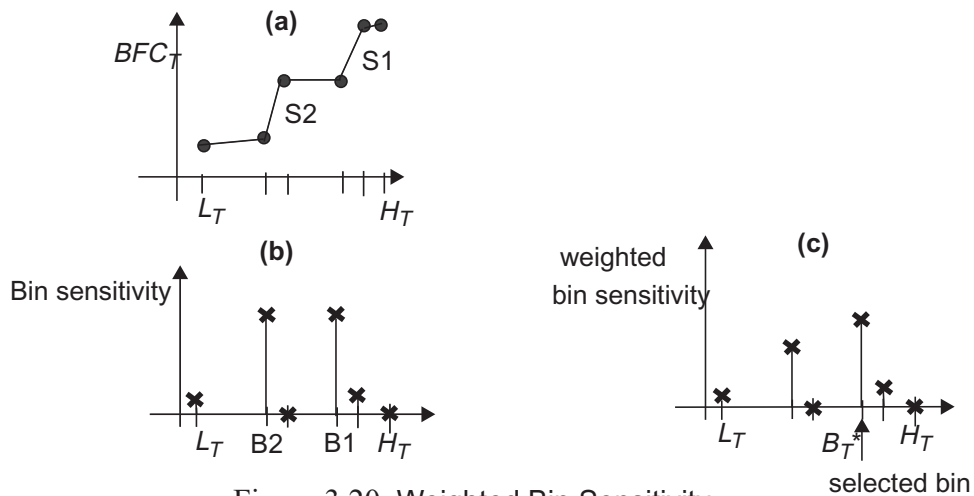 (a)
BFC_T
S1
S2
L_T
H_T
(b)
Bin sensitivity
L_T
B2
B1
H_T
(c)
weighted
bin sensitivity
L_T
B_T*
H_T
selected bin
Figure 3.20 Weighted Bin Sensitivity